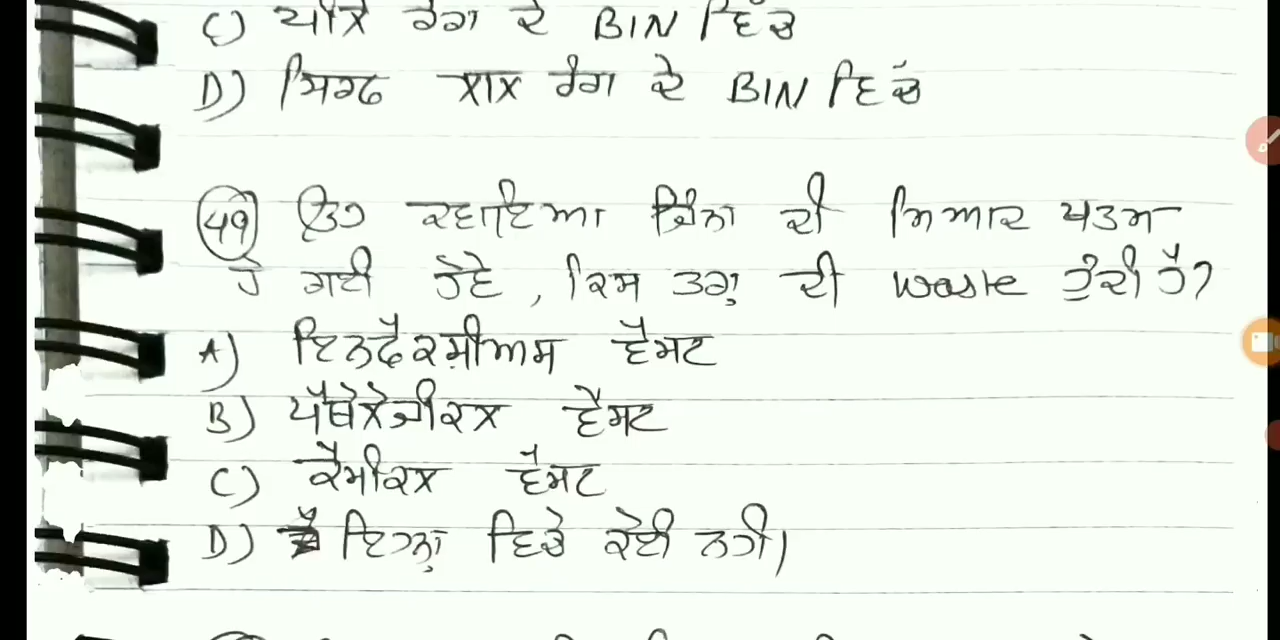 C) ਪੀਲੇ ਰੰਗ ਦੇ BIN ਵਿੱਚ
D) ਸਿਰਫ ਲਾਲ ਰੰਗ ਦੇ BIN ਵਿੱਚ
49 ਉਹ ਦਵਾਈਆ ਜਿੰਨਾ ਦੀ ਮਿਆਦ ਖਤਮ
ਹੋ ਗਈ ਹੋਵੇ, ਕਿਸ ਤਰ੍ਹਾਂ ਦੀ waste ਹੁੰਦੀ ਹੈ?
A) ਇਨਫੈਕਸ਼ੀਅਸ ਵੈਸਟ
B) ਪੈਥੋਲੋਜੀਕਲ ਵੈਸਟ
C) ਕੈਮੀਕਲ ਵੈਸਟ
D) ਇਹਨਾਂ ਵਿਚੋਂ ਕੋਈ ਨਹੀਂ।